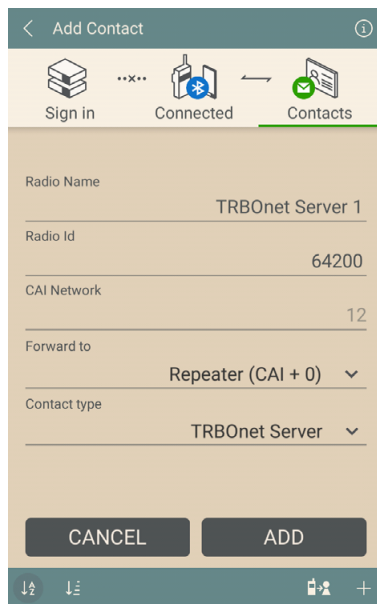 Add Contact
Sign in
Connected
Contacts
Radio Name
TRBOnet Server 1
Radio Id
64200
CAI Network
12
Forward to
Repeater (CAI + 0)
Contact type
TRBOnet Server
CANCEL
ADD